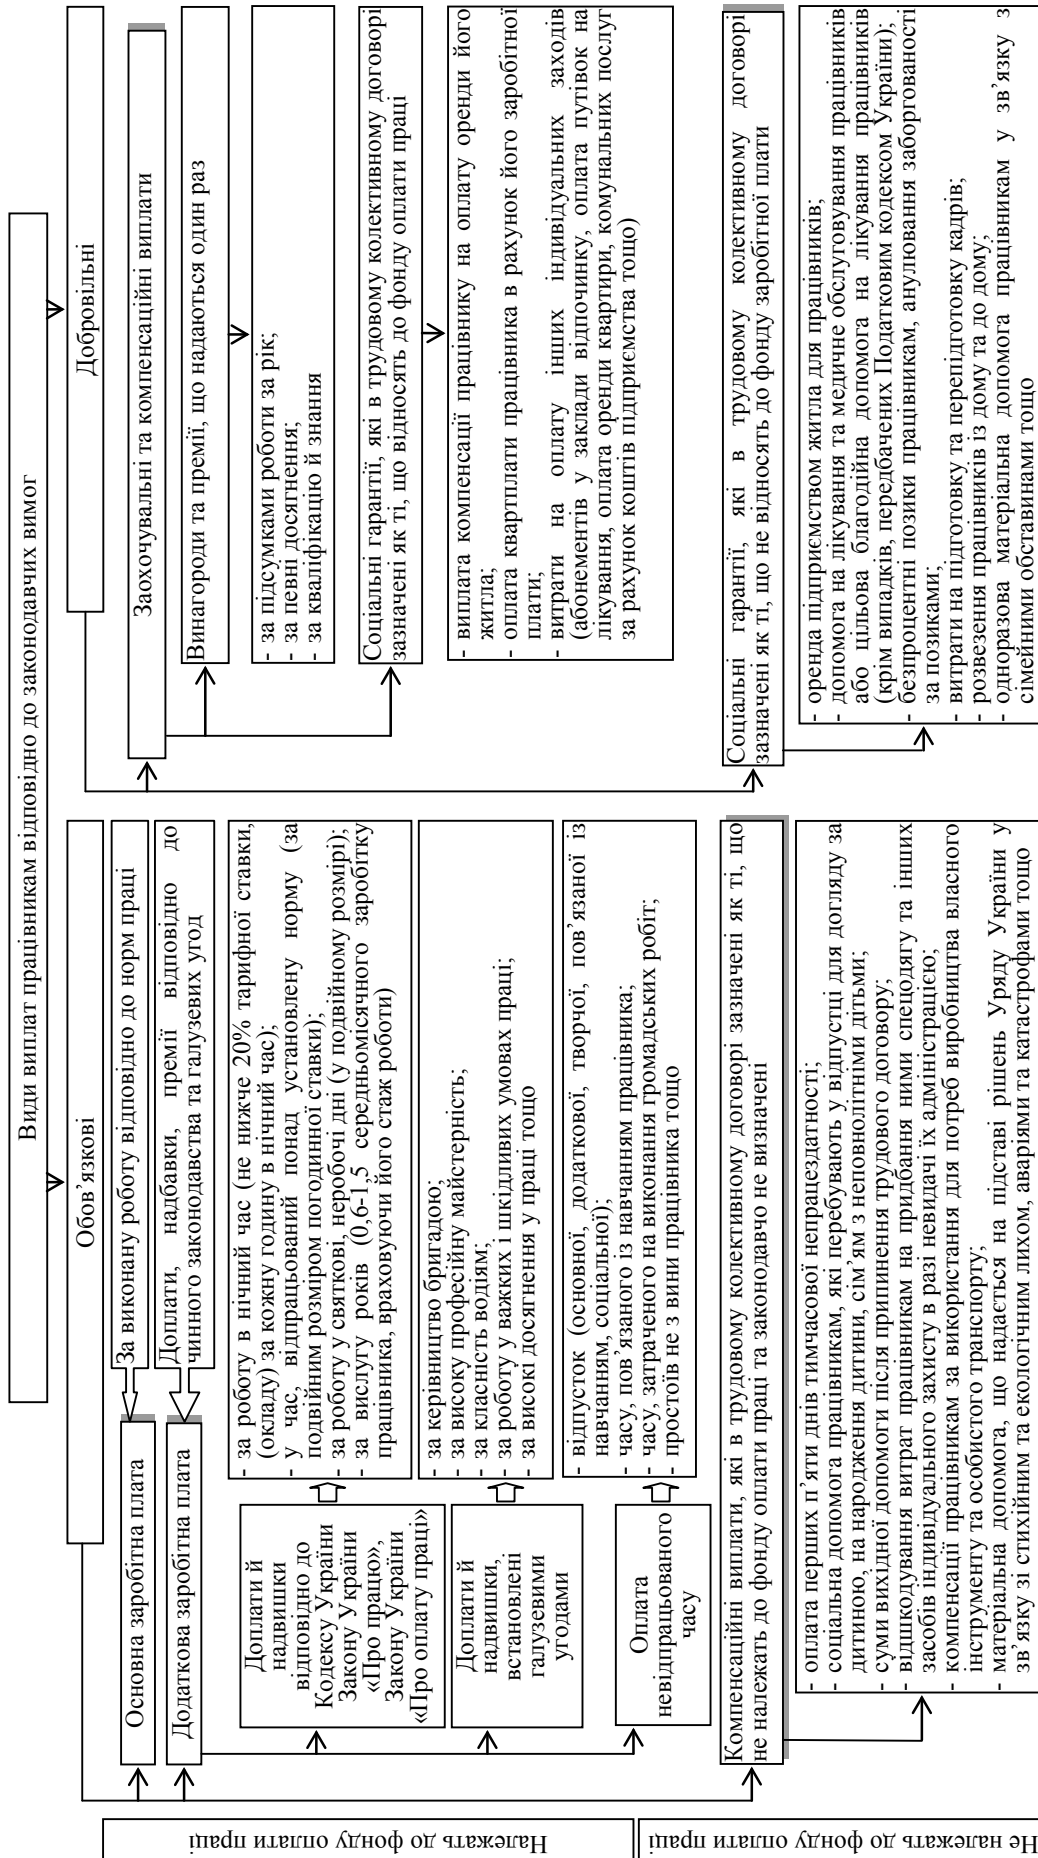 Види виплат працівникам відповідно до законодавчих вимог
Обов’язкові
Основна заробітна плата
За виконану роботу відповідно до норм праці
Додаткова заробітна плата
Доплати, надбавки, премії відповідно до
чинного законодавства та галузевих угод
Доплати й
надвишки
відповідно до
Кодексу України
Закону України
«Про працю»,
Закону України
«Про оплату праці»
- за роботу в нічний час (не нижче 20% тарифної ставки,
(окладу) за кожну годину в нічний час);
- у час, відпрацьований понад установлену норму (за
подвійним розміром погодинної ставки);
- за роботу у святкові, неробочі дні (у подвійному розмірі);
- за вислугу років (0,6-1,5 середньомісячного заробітку
працівника, враховуючи його стаж роботи)
Доплати й
надвишки,
встановлені
галузевими
угодами
- за керівництво бригадою;
- за високу професійну майстерність;
- за класність водіям;
- за роботу у важких і шкідливих умовах праці;
- за високі досягнення у праці тощо
Оплата
невідпрацьованого
часу
- відпусток (основної, додаткової, творчої, пов’язаної із
навчанням, соціальної);
- часу, пов’язаного із навчанням працівника;
- часу, затраченого на виконання громадських робіт;
- простоїв не з вини працівника тощо
Компенсаційні виплати, які в трудовому колективному договорі зазначені як ті, що
не належать до фонду оплати праці та законодавчо не визначені
- оплата перших п’яти днів тимчасової непрацездатності;
- соціальна допомога працівникам, які перебувають у відпустці для догляду за
дитиною, на народження дитини, сім’ям з неповнолітніми дітьми;
- суми вихідної допомоги після припинення трудового договору;
- відшкодування витрат працівникам на придбання ними спецодягу та інших
засобів індивідуального захисту в разі невидачі їх адміністрацією;
- компенсації працівникам за використання для потреб виробництва власного
інструменту та особистого транспорту;
- матеріальна допомога, що надається на підставі рішень Уряду України у
зв’язку зі стихійним та екологічним лихом, аваріями та катастрофами тощо
Добровільні
Заохочувальні та компенсаційні виплати
Винагороди та премії, що надаються один раз
- за підсумками роботи за рік;
- за певні досягнення;
- за кваліфікацію й знання
Соціальні гарантії, які в трудовому колективному договорі
зазначені як ті, що відносять до фонду оплати праці
- виплата компенсації працівнику на оплату оренди його
житла;
- оплата квартплати працівника в рахунок його заробітної
плати;
- витрати на оплату інших індивідуальних заходів
(абонементів у заклади відпочинку, оплата путівок на
лікування, оплата оренди квартири, комунальних послуг
за рахунок коштів підприємства тощо)
Соціальні гарантії, які в трудовому колективному договорі
зазначені як ті, що не відносять до фонду заробітної плати
- оренда підприємством житла для працівників;
- допомога на лікування та медичне обслуговування працівників
або цільова благодійна допомога на лікування працівників
(крім випадків, передбачених Податковим кодексом України);
- безпроцентні позики працівникам, анулювання заборгованості
за позиками;
- витрати на підготовку та перепідготовку кадрів;
- розвезення працівників із дому та до дому;
- одноразова матеріальна допомога працівникам у зв’язку з
сімейними обставинами тощо
Належать до фонду оплати праці
Не належать до фонду оплати праці